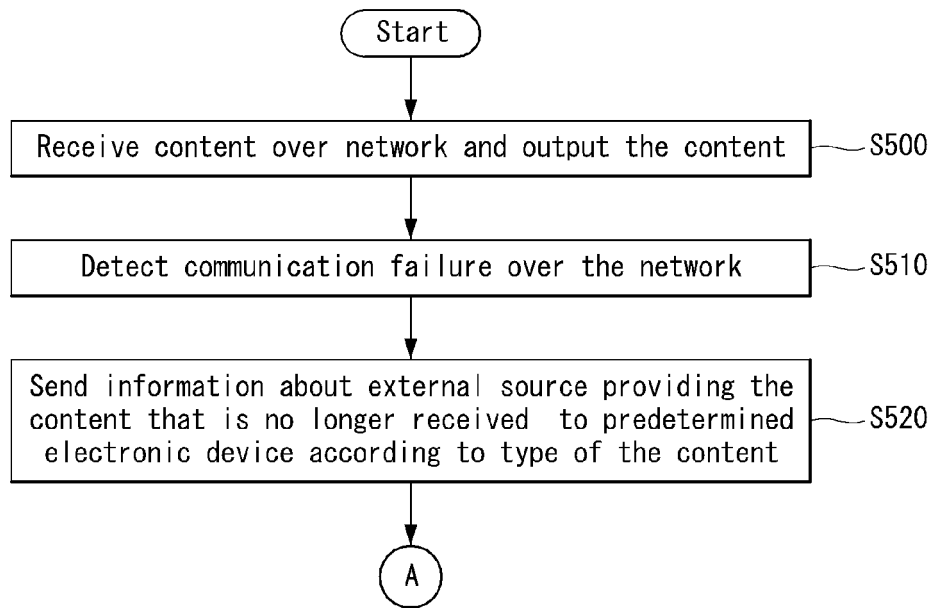 Start
Receive content over network and output the content
S500
Detect communication failure over the network
S510
Send information about external source providing the
content that is no longer received to predetermined
electronic device according to type of the content
S520
A